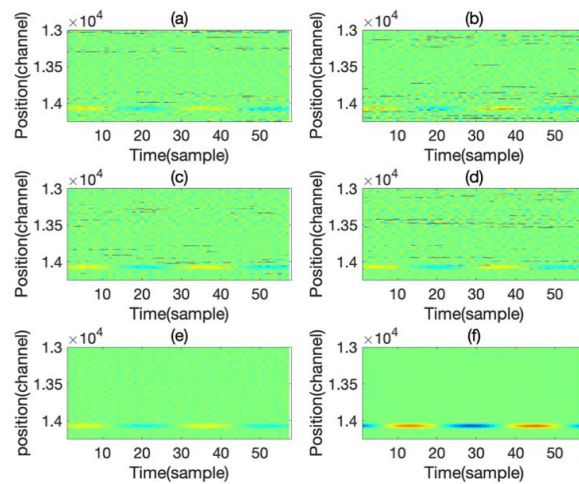 (a)
×10⁴
1.3
1.35
1.4
Position(channel)
10 20 30 40 50
Time(sample)
(b)
×10⁴
1.3
1.35
1.4
Position(channel)
10 20 30 40 50
Time(sample)
(c)
×10⁴
1.3
1.35
1.4
Position(channel)
10 20 30 40 50
Time(sample)
(d)
×10⁴
1.3
1.35
1.4
Position(channel)
10 20 30 40 50
Time(sample)
(e)
×10⁴
1.3
1.35
1.4
position(channel)
10 20 30 40 50
Time(sample)
(f)
×10⁴
1.3
1.35
1.4
Position(channel)
10 20 30 40 50
Time(sample)